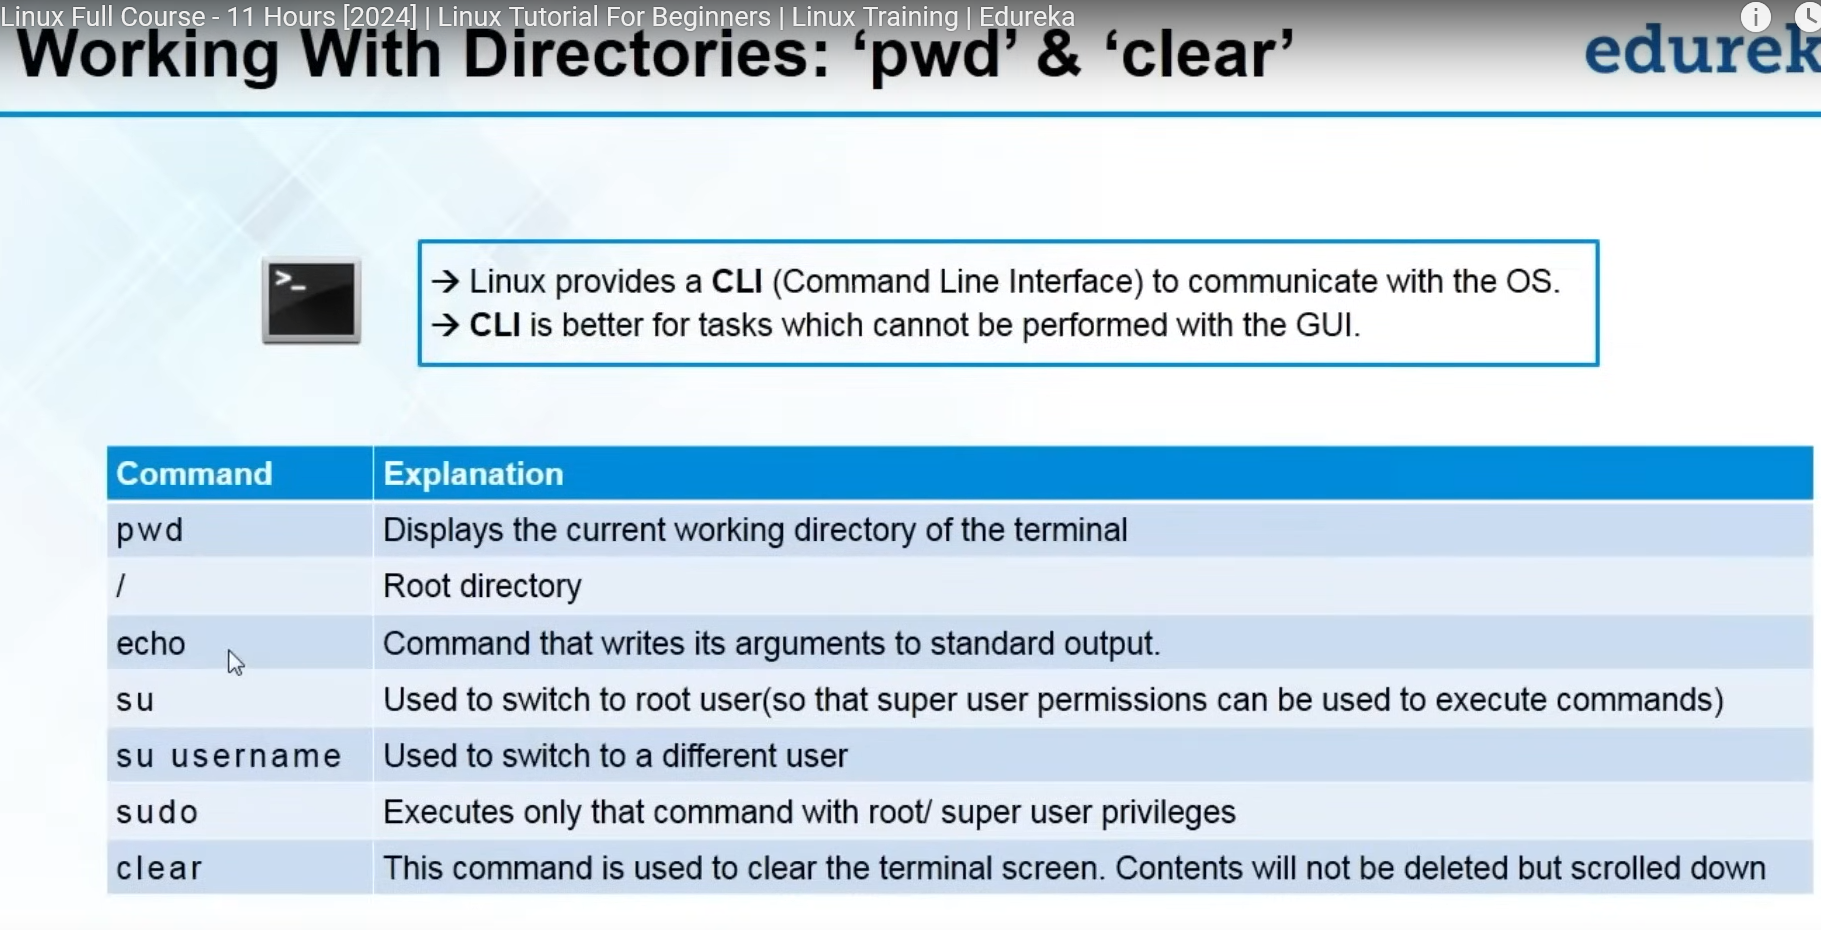 Linux Full Course - 11 Hours [2024] | Linux Tutorial For Beginners | Linux Training | Edureka
Working With Directories: ‘pwd’ & ‘clear’
edurek
>_
→ Linux provides a CLI (Command Line Interface) to communicate with the OS.
→ CLI is better for tasks which cannot be performed with the GUI.
Command Explanation
pwd Displays the current working directory of the terminal
/ Root directory
echo Command that writes its arguments to standard output.
su Used to switch to root user(so that super user permissions can be used to execute commands)
su username Used to switch to a different user
sudo Executes only that command with root/ super user privileges
clear This command is used to clear the terminal screen. Contents will not be deleted but scrolled down